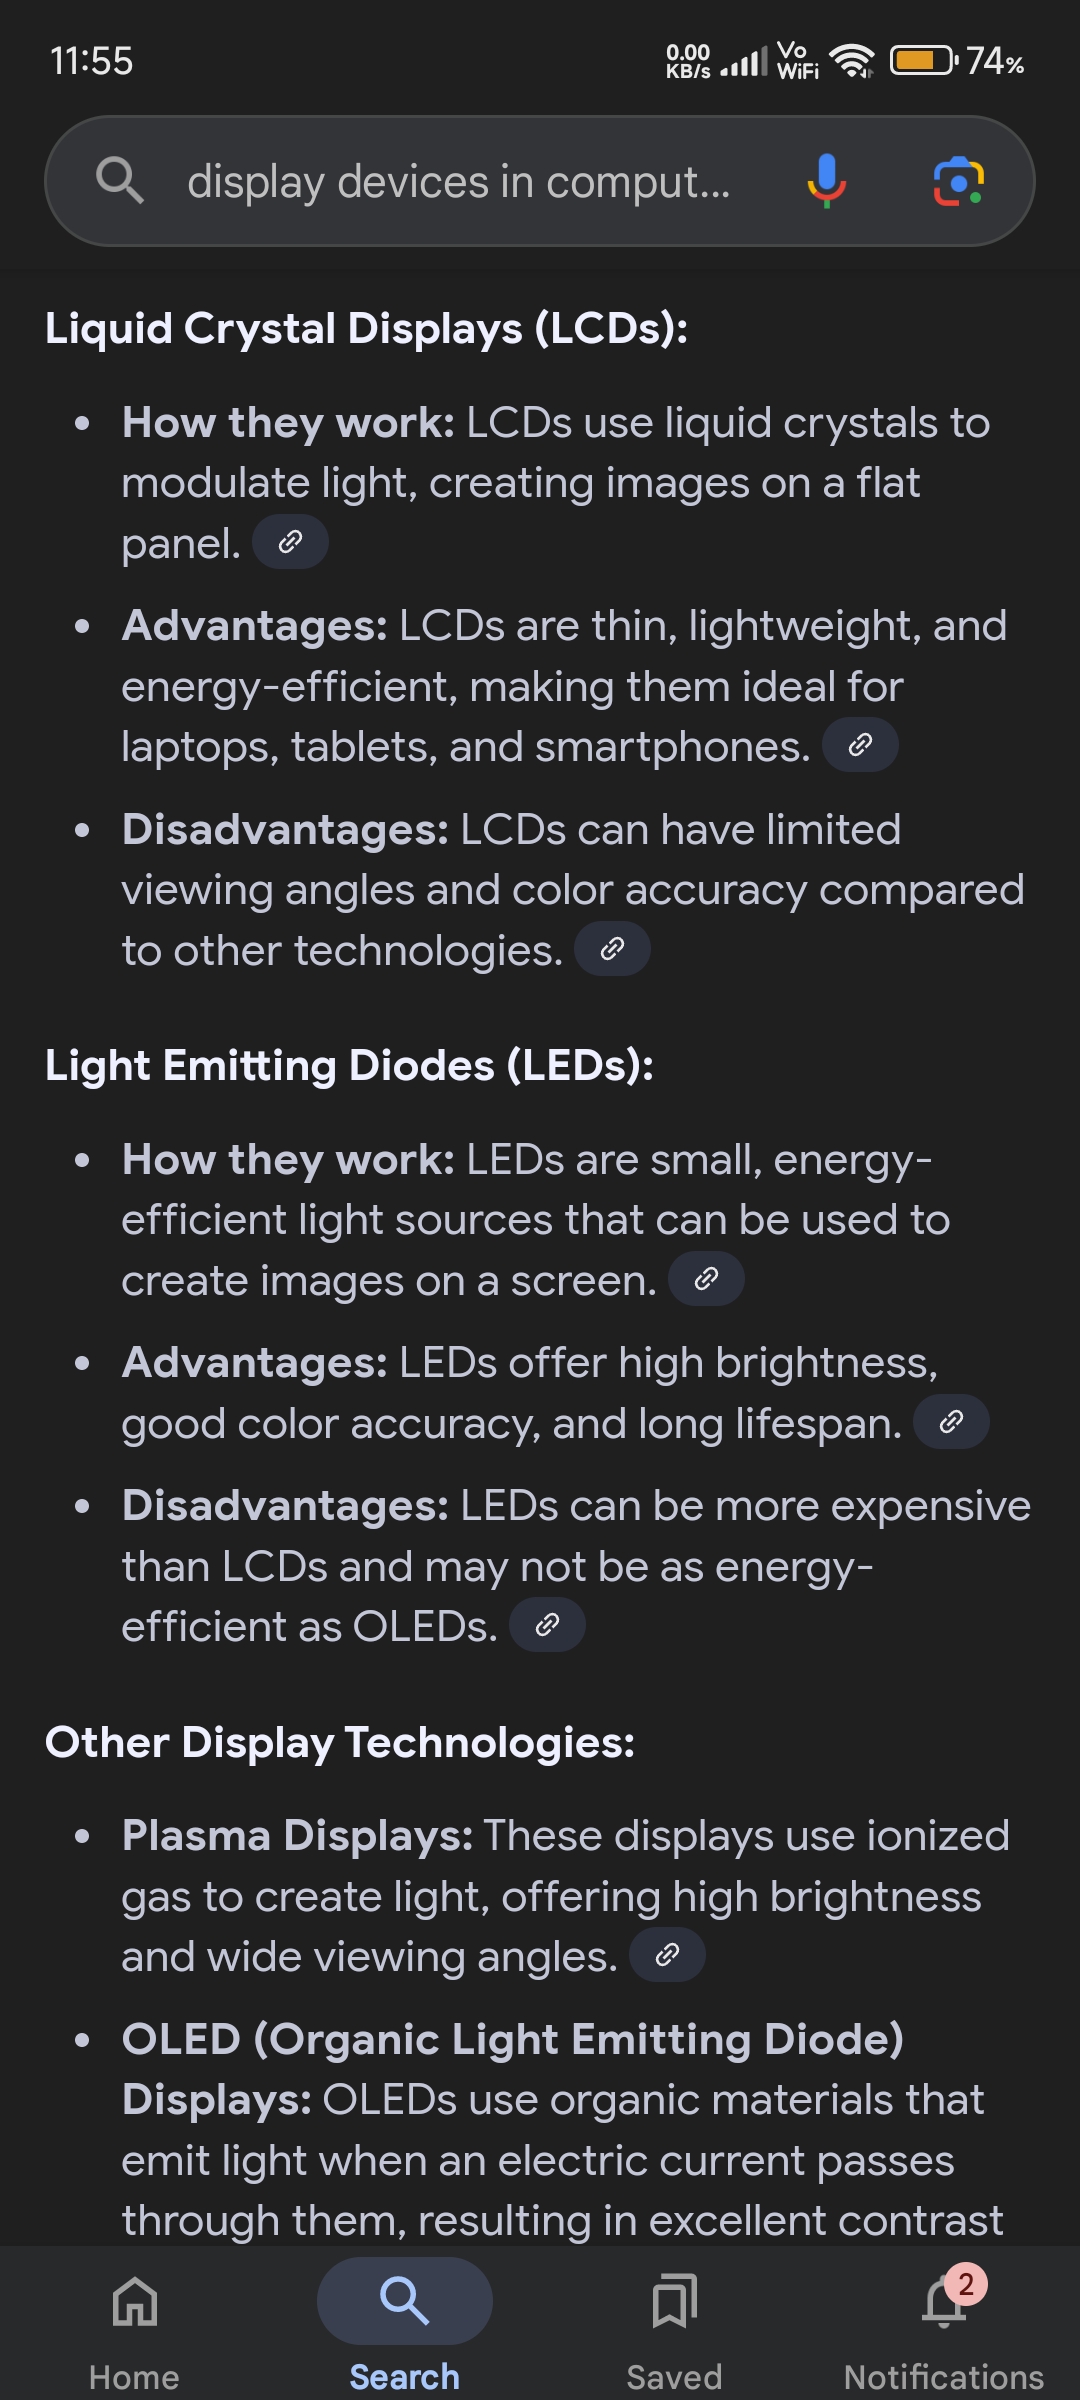 11:55
0.00
KB/s
Vo
WiFi
74%
display devices in comput...
Liquid Crystal Displays (LCDs):
• How they work: LCDs use liquid crystals to
modulate light, creating images on a flat
panel.
• Advantages: LCDs are thin, lightweight, and
energy-efficient, making them ideal for
laptops, tablets, and smartphones.
• Disadvantages: LCDs can have limited
viewing angles and color accuracy compared
to other technologies.
Light Emitting Diodes (LEDs):
• How they work: LEDs are small, energy-
efficient light sources that can be used to
create images on a screen.
• Advantages: LEDs offer high brightness,
good color accuracy, and long lifespan.
• Disadvantages: LEDs can be more expensive
than LCDs and may not be as energy-
efficient as OLEDs.
Other Display Technologies:
• Plasma Displays: These displays use ionized
gas to create light, offering high brightness
and wide viewing angles.
• OLED (Organic Light Emitting Diode)
Displays: OLEDs use organic materials that
emit light when an electric current passes
through them, resulting in excellent contrast
2
Home
Search
Saved
Notifications